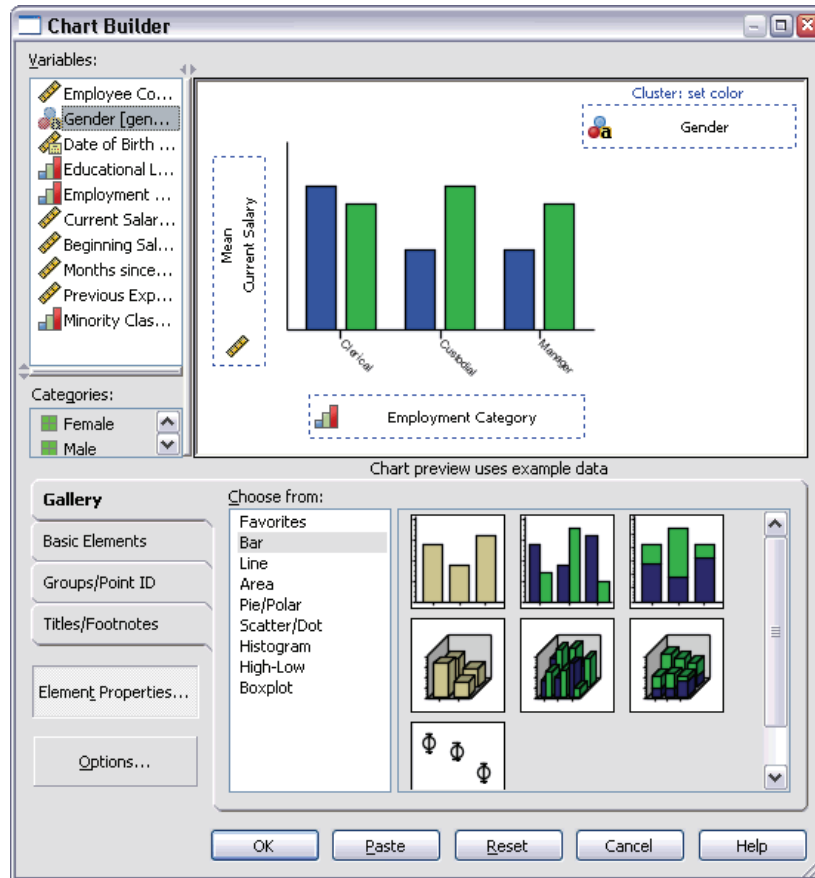 Chart Builder
Variables:
Employee Co...
Gender [gen...
Date of Birth ...
Educational L...
Employment ...
Current Salar...
Beginning Sal...
Months since...
Previous Exp...
Minority Clas...
Categories:
Female
Male
Cluster: set color
a
Gender
Mean
Current Salary
Clerical
Custodial
Manager
Employment Category
Chart preview uses example data
Gallery
Basic Elements
Groups/Point ID
Titles/Footnotes
Element Properties...
Options...
Choose from:
Favorites
Bar
Line
Area
Pie/Polar
Scatter/Dot
Histogram
High-Low
Boxplot
OK
Paste
Reset
Cancel
Help